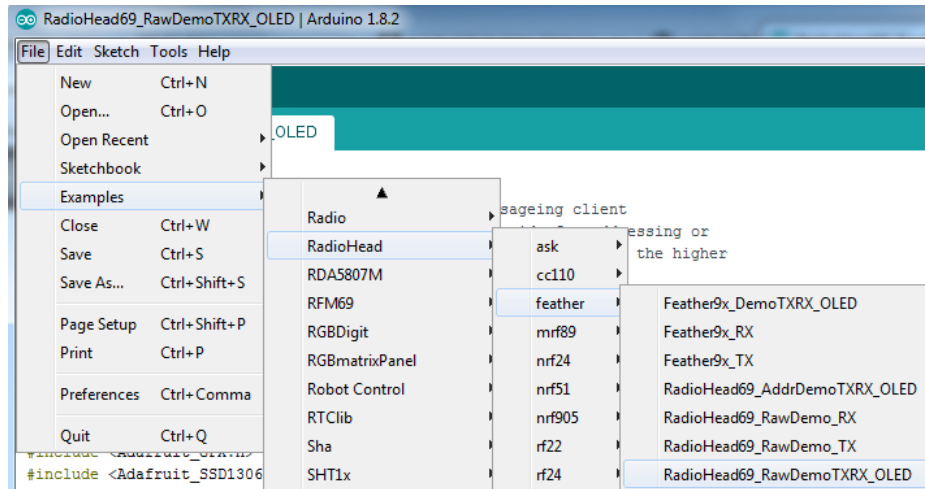 RadioHead69_RawDemoTXRX_OLED | Arduino 1.8.2
File Edit Sketch Tools Help
New Ctrl+N
Open... Ctrl+O
Open Recent
Sketchbook
Examples
Close Ctrl+W
Save Ctrl+S
Save As... Ctrl+Shift+S
Page Setup Ctrl+Shift+P
Print Ctrl+P
Preferences Ctrl+Comma
Quit Ctrl+Q
_OLED
Radio
RadioHead
RDA5807M
RFM69
RGBDigit
RGBmatrixPanel
Robot Control
RTClib
Sha
SHT1x
sageing client
essing or
the higher
ask
cc110
feather
mrf89
nrf24
nrf51
nrf905
rf22
rf24
Feather9x_DemoTXRX_OLED
Feather9x_RX
Feather9x_TX
RadioHead69_AddrDemoTXRX_OLED
RadioHead69_RawDemo_RX
RadioHead69_RawDemo_TX
RadioHead69_RawDemoTXRX_OLED
#include <Adafruit_SSD1306